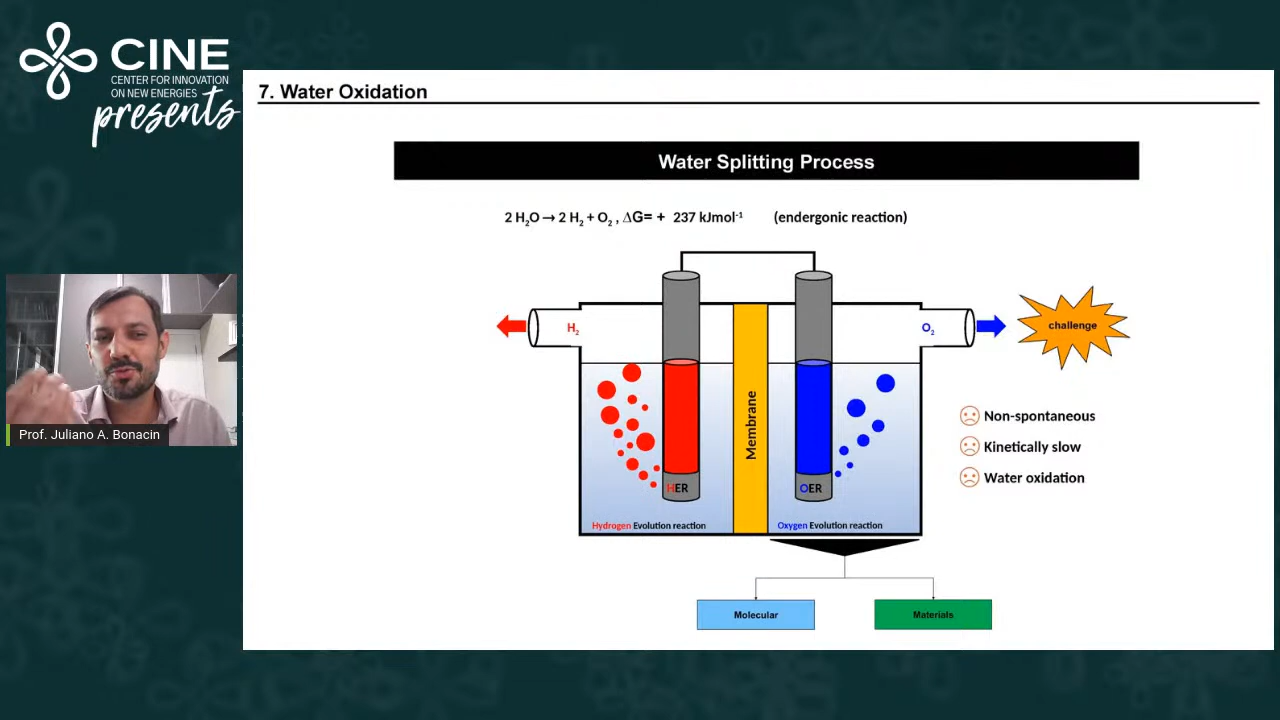 CINE
CENTER FOR INNOVATION
ON NEW ENERGIES
presents
7. Water Oxidation
Water Splitting Process
2 H₂O → 2 H₂ + O₂ , ΔG= + 237 kJmol⁻¹ (endergonic reaction)
H₂
O₂
challenge
Membrane
Non-spontaneous
Kinetically slow
Water oxidation
HER
OER
Hydrogen Evolution reaction
Oxygen Evolution reaction
Molecular
Materials
Prof. Juliano A. Bonacin